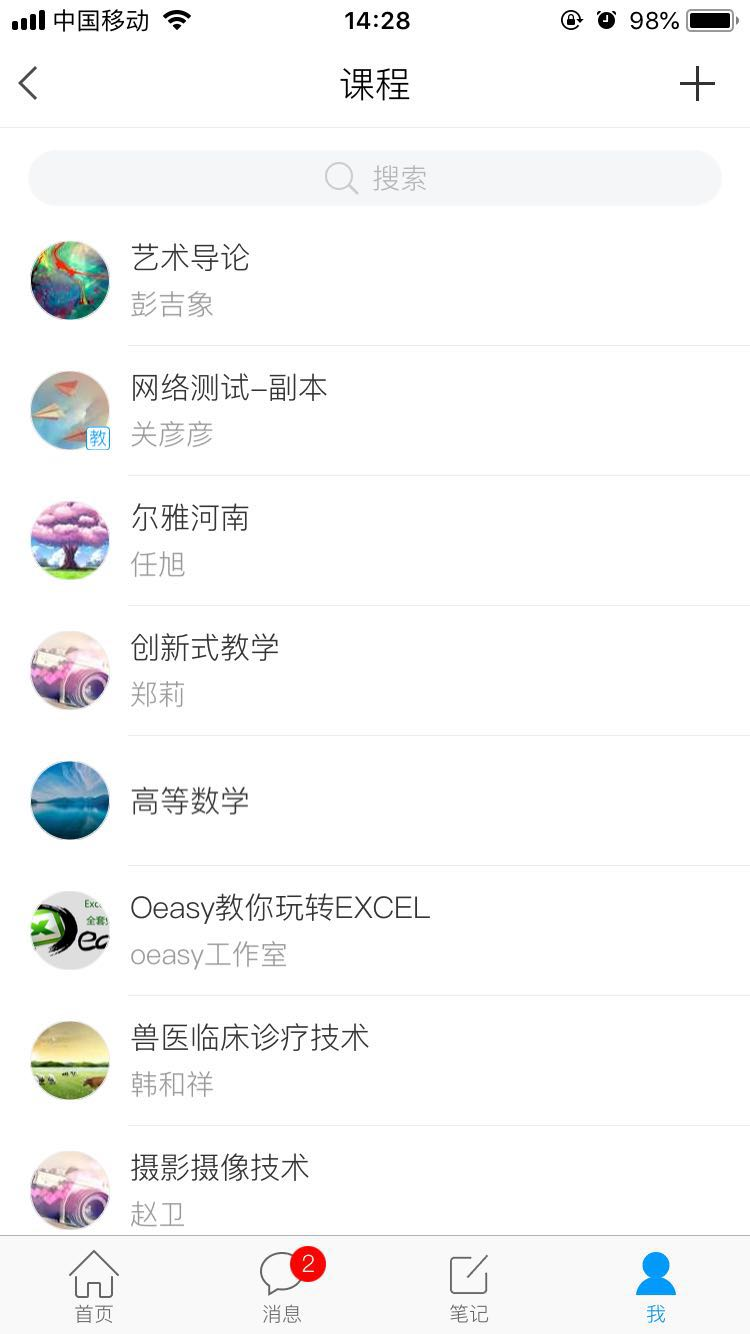 中国移动 14:28 98%
课程
搜索
艺术导论
彭吉象
网络测试-副本
教
关彦彦
尔雅河南
任旭
创新式教学
郑莉
高等数学
Oeasy教你玩转EXCEL
oeasy工作室
兽医临床诊疗技术
韩和祥
摄影摄像技术
赵卫
2
首页 消息 笔记 我